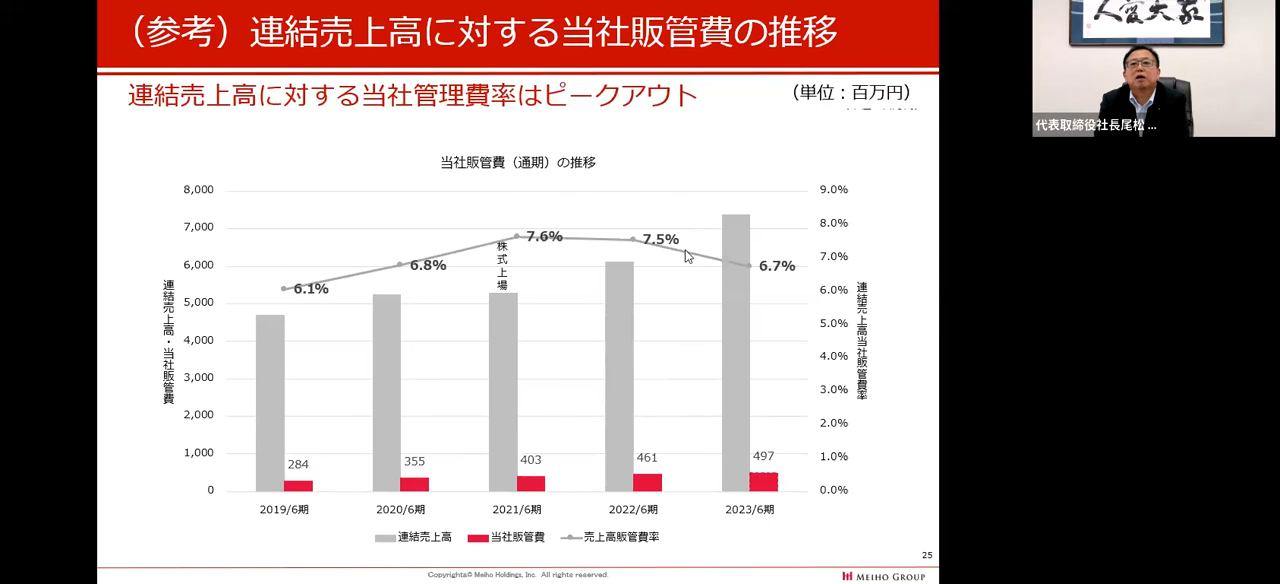 （参考）連結売上高に対する当社販管費の推移
連結売上高に対する当社管理費率はピークアウト
（単位：百万円）
当社販管費（通期）の推移
8,000
7,000
6,000
5,000
4,000
3,000
2,000
1,000
0
連結売上高・当社販管費
9.0%
8.0%
7.0%
6.0%
5.0%
4.0%
3.0%
2.0%
1.0%
0.0%
連結売上高当社販管費率
6.1%
6.8%
7.6%
7.5%
6.7%
株式上場
284
355
403
461
497
2019/6期
2020/6期
2021/6期
2022/6期
2023/6期
連結売上高
当社販管費
売上高販管費率
25
Copyrights© Meiho Holdings, Inc. All rights reserved.
MEIHO GROUP
代表取締役社長尾松 ...